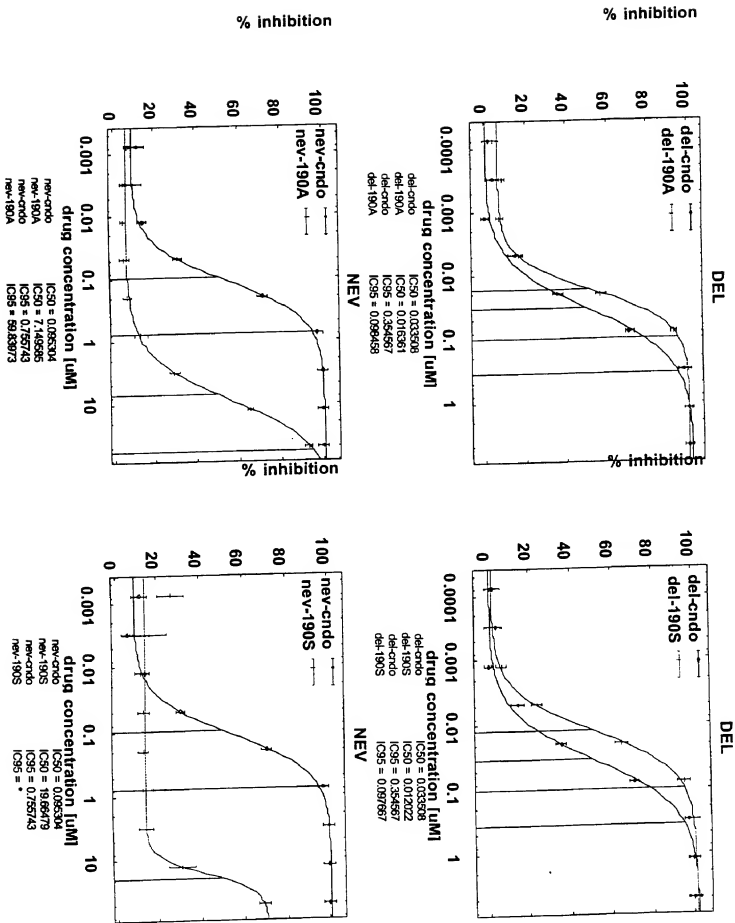 DEL
% inhibition
100
80
60
40
20
0
del-cndo
del-190A
0.0001
0.001
0.01
0.1
1
drug concentration [uM]
del-cndo IC50 = 0.033508
del-190A IC50 = 0.016361
del-cndo IC95 = 0.354567
del-190A IC95 = 0.098458
DEL
% inhibition
100
80
60
40
20
0
del-cndo
del-190S
0.0001
0.001
0.01
0.1
1
drug concentration [uM]
del-cndo IC50 = 0.033508
del-190S IC50 = 0.012022
del-cndo IC95 = 0.354567
del-190S IC95 = 0.097667
NEV
% inhibition
100
80
60
40
20
nev-cndo
nev-190A
0.001
0.01
0.1
1
10
drug concentration [uM]
nev-cndo IC50 = 0.095304
nev-190A IC50 = 7.149585
nev-cndo IC95 = 0.755743
nev-190A IC95 = 59.83973
NEV
% inhibition
100
80
60
40
20
nev-cndo
nev-190S
0.001
0.01
0.1
1
10
drug concentration [uM]
nev-cndo IC50 = 0.095304
nev-190S IC50 = 19.66479
nev-cndo IC95 = 0.755743
nev-190S IC95 = *